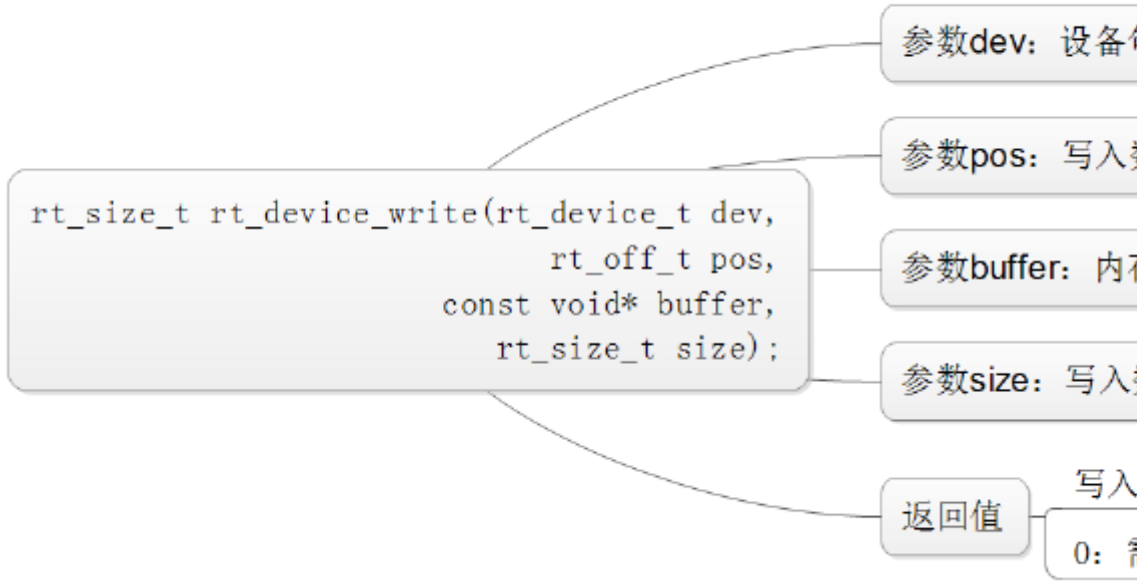 rt_size_t rt_device_write(rt_device_t dev,
rt_off_t pos,
const void* buffer,
rt_size_t size);
参数dev：设备
参数pos：写入
参数buffer：内
参数size：写入
返回值
写入
0：